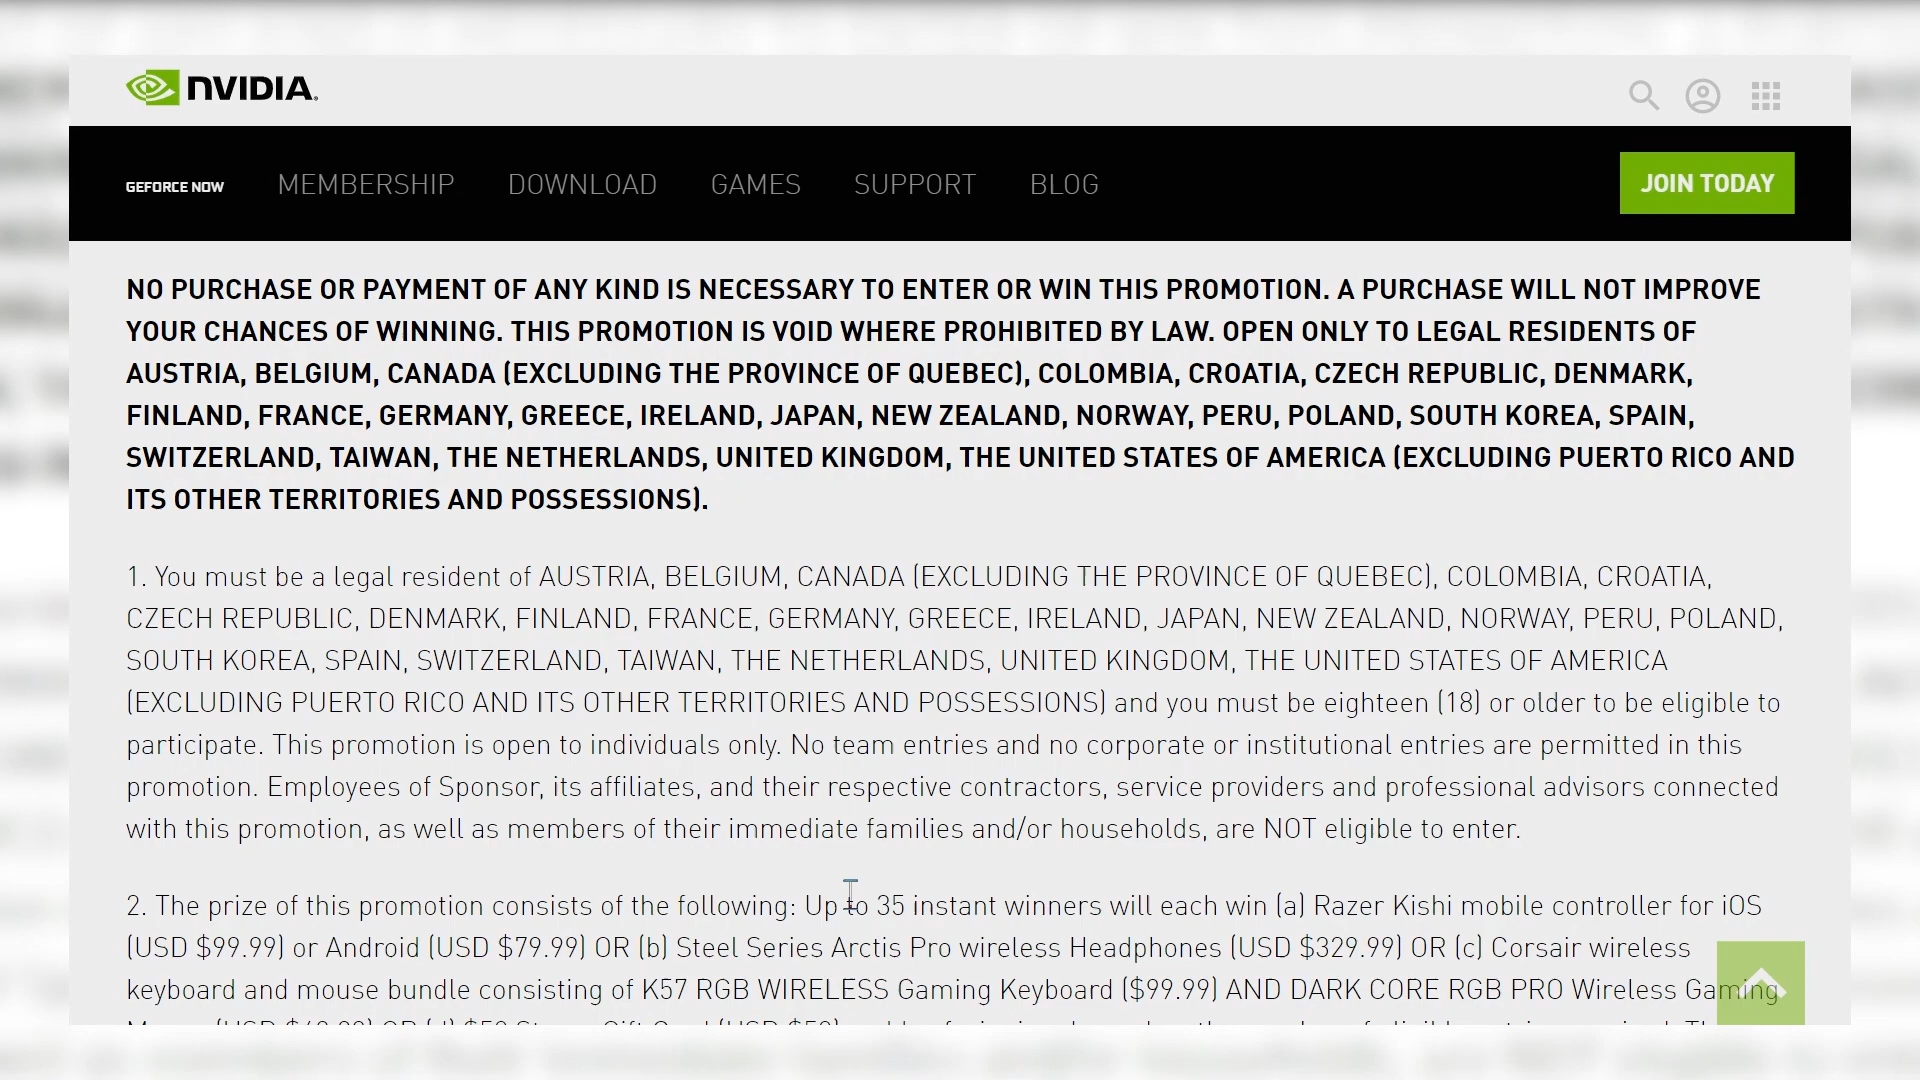 NVIDIA.
GEFORCE NOW MEMBERSHIP DOWNLOAD GAMES SUPPORT BLOG JOIN TODAY
NO PURCHASE OR PAYMENT OF ANY KIND IS NECESSARY TO ENTER OR WIN THIS PROMOTION. A PURCHASE WILL NOT IMPROVE
YOUR CHANCES OF WINNING. THIS PROMOTION IS VOID WHERE PROHIBITED BY LAW. OPEN ONLY TO LEGAL RESIDENTS OF
AUSTRIA, BELGIUM, CANADA (EXCLUDING THE PROVINCE OF QUEBEC), COLOMBIA, CROATIA, CZECH REPUBLIC, DENMARK,
FINLAND, FRANCE, GERMANY, GREECE, IRELAND, JAPAN, NEW ZEALAND, NORWAY, PERU, POLAND, SOUTH KOREA, SPAIN,
SWITZERLAND, TAIWAN, THE NETHERLANDS, UNITED KINGDOM, THE UNITED STATES OF AMERICA (EXCLUDING PUERTO RICO AND
ITS OTHER TERRITORIES AND POSSESSIONS).
1. You must be a legal resident of AUSTRIA, BELGIUM, CANADA (EXCLUDING THE PROVINCE OF QUEBEC), COLOMBIA, CROATIA,
CZECH REPUBLIC, DENMARK, FINLAND, FRANCE, GERMANY, GREECE, IRELAND, JAPAN, NEW ZEALAND, NORWAY, PERU, POLAND,
SOUTH KOREA, SPAIN, SWITZERLAND, TAIWAN, THE NETHERLANDS, UNITED KINGDOM, THE UNITED STATES OF AMERICA
(EXCLUDING PUERTO RICO AND ITS OTHER TERRITORIES AND POSSESSIONS) and you must be eighteen (18) or older to be eligible to
participate. This promotion is open to individuals only. No team entries and no corporate or institutional entries are permitted in this
promotion. Employees of Sponsor, its affiliates, and their respective contractors, service providers and professional advisors connected
with this promotion, as well as members of their immediate families and/or households, are NOT eligible to enter.
2. The prize of this promotion consists of the following: Up to 35 instant winners will each win (a) Razer Kishi mobile controller for iOS
(USD $99.99) or Android (USD $79.99) OR (b) Steel Series Arctis Pro wireless Headphones (USD $329.99) OR (c) Corsair wireless
keyboard and mouse bundle consisting of K57 RGB WIRELESS Gaming Keyboard ($99.99) AND DARK CORE RGB PRO Wireless Gaming